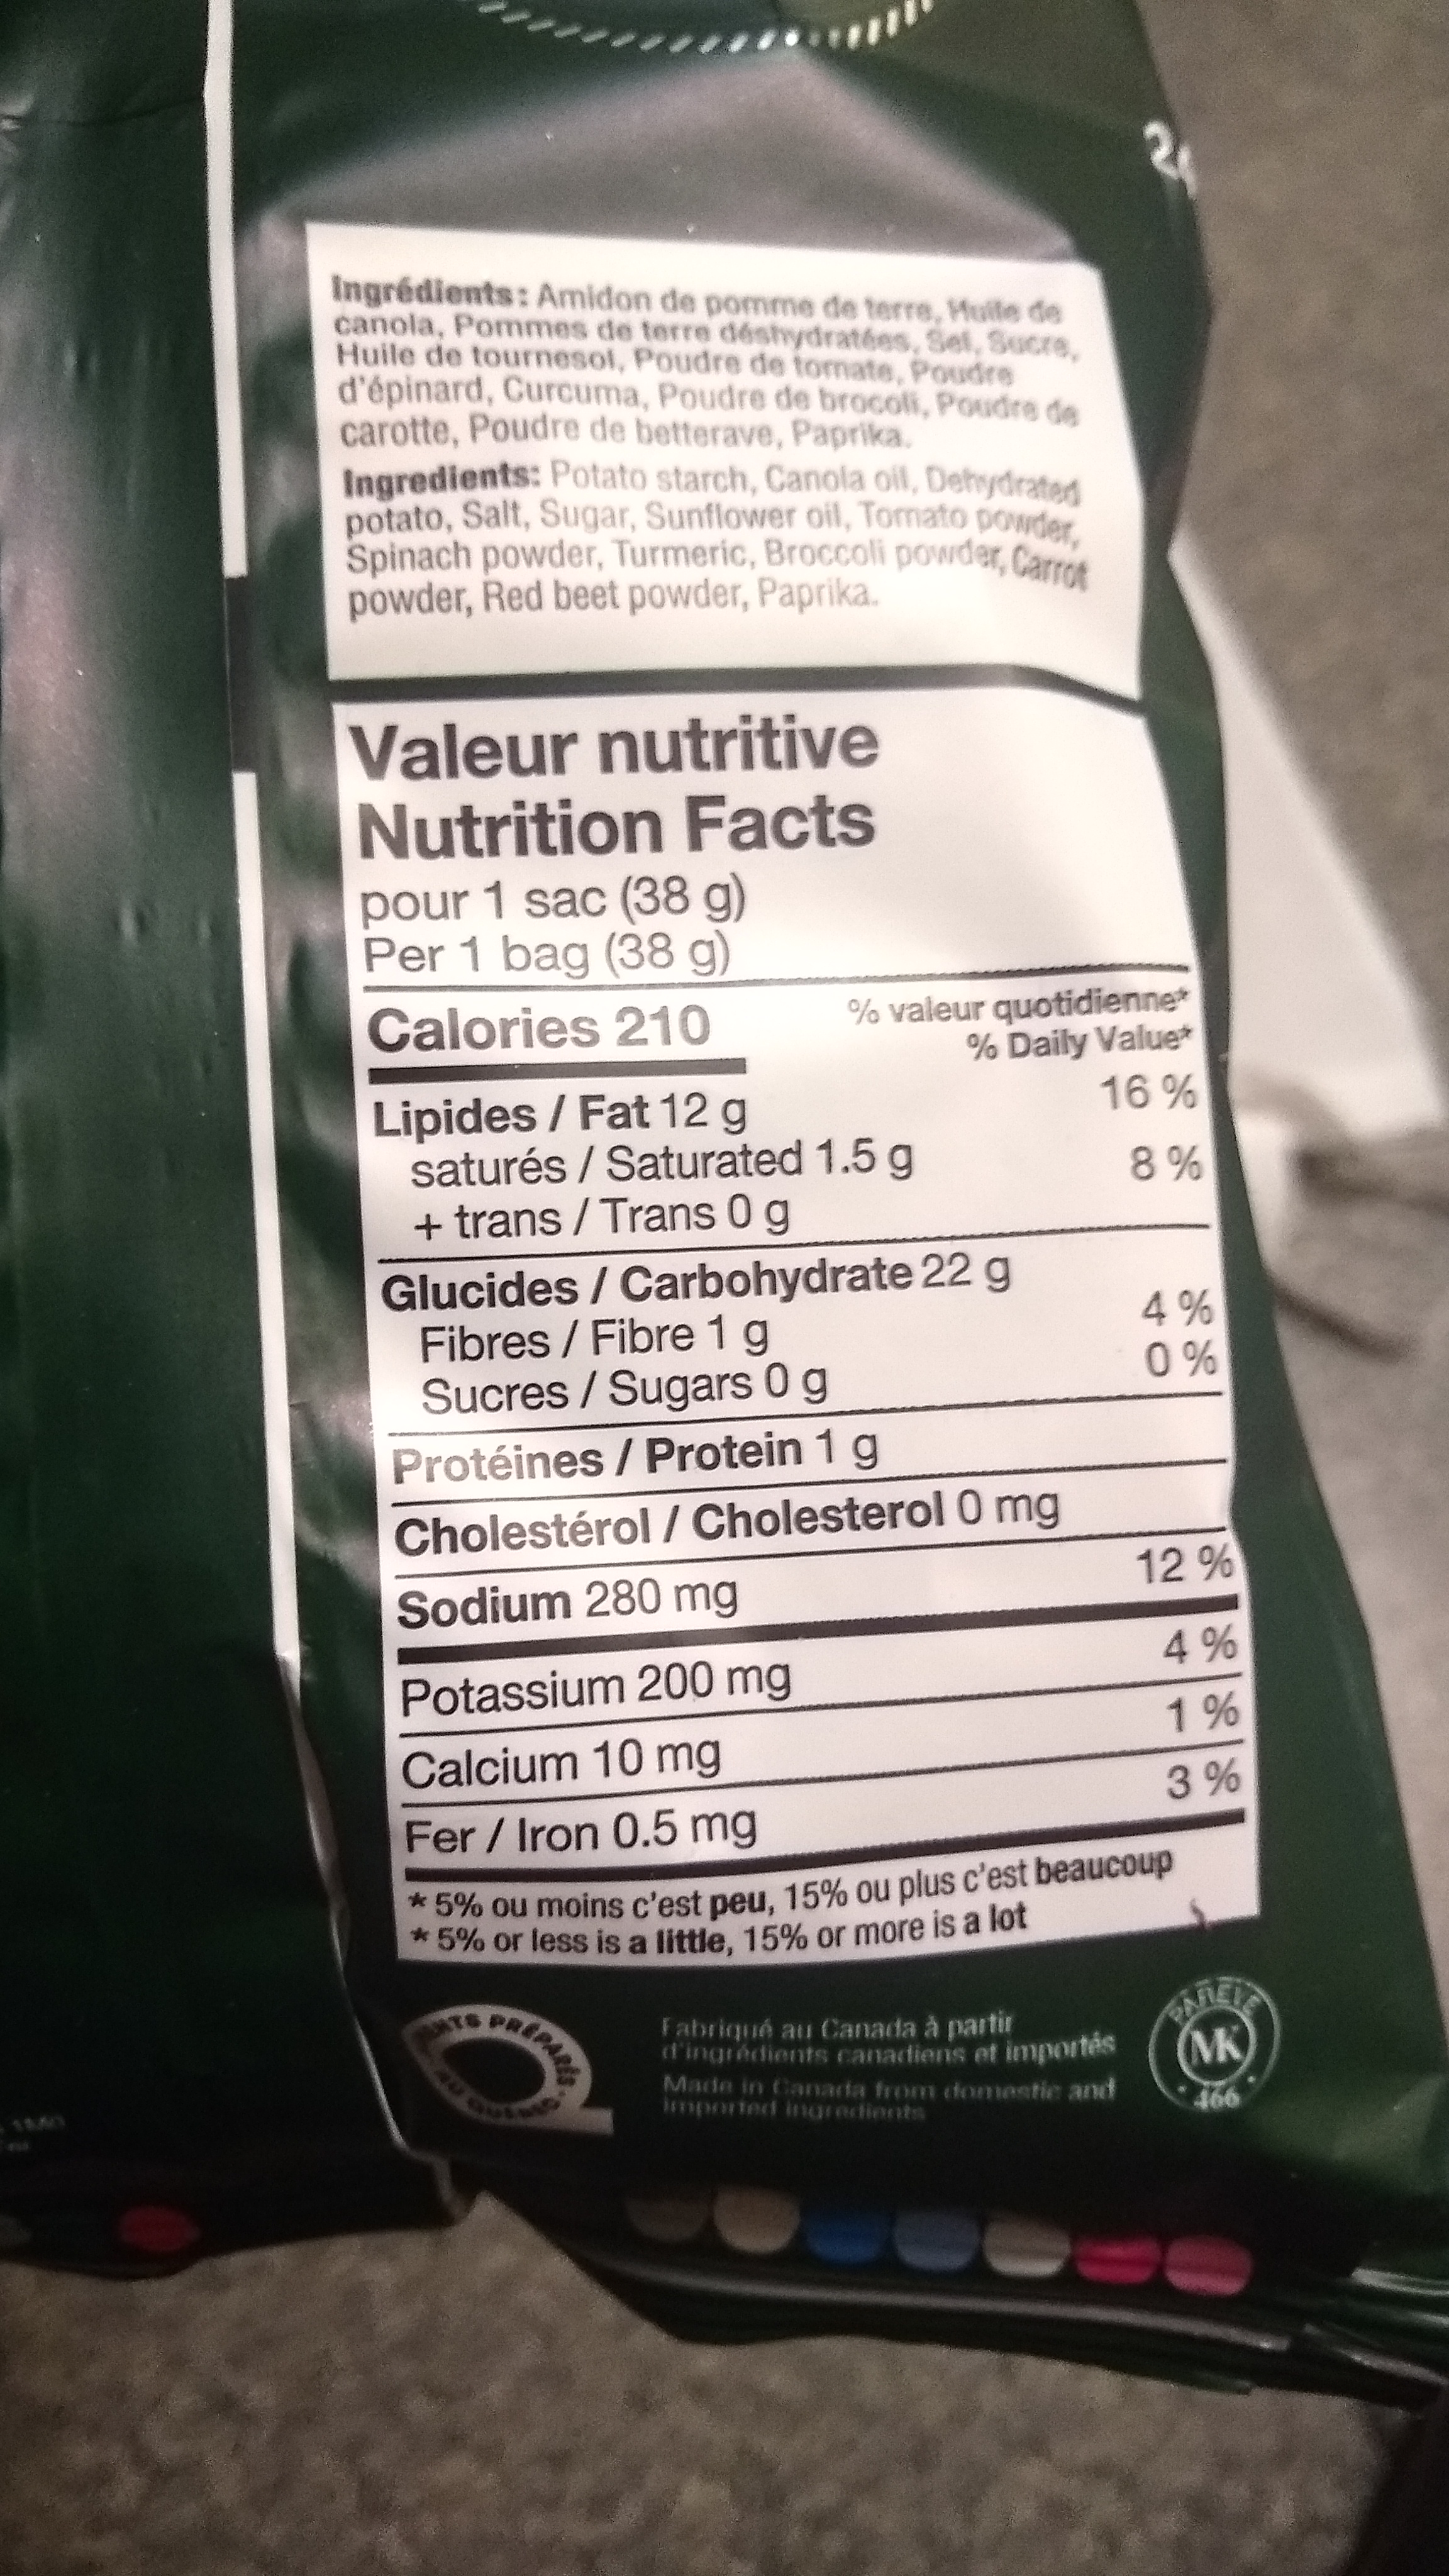 Ingrédients: Amidon de pomme de terre, Huile de
canola, Pommes de terre déshydratées, Sel, Sucre,
Huile de tournesol, Poudre de tomate, Poudre
d'épinard, Curcuma, Poudre de brocoli, Poudre de
carotte, Poudre de betterave, Paprika.
Ingredients: Potato starch, Canola oil, Dehydrated
potato, Salt, Sugar, Sunflower oil, Tomato powder,
Spinach powder, Turmeric, Broccoli powder, Carrot
powder, Red beet powder, Paprika.
Valeur nutritive
Nutrition Facts
pour 1 sac (38 g)
Per 1 bag (38 g)
Calories 210
% valeur quotidienne*
% Daily Value*
Lipides / Fat 12 g 16 %
saturés / Saturated 1.5 g 8 %
+ trans / Trans 0 g
Glucides / Carbohydrate 22 g
Fibres / Fibre 1 g 4 %
Sucres / Sugars 0 g 0 %
Protéines / Protein 1 g
Cholestérol / Cholesterol 0 mg
Sodium 280 mg 12 %
Potassium 200 mg 4 %
Calcium 10 mg 1 %
Fer / Iron 0.5 mg 3 %
* 5% ou moins c'est peu, 15% ou plus c'est beaucoup
* 5% or less is a little, 15% or more is a lot
PRÉPARÉS
AU QUÉBEC
Fabriqué au Canada à partir
d'ingrédients canadiens et importés
Made in Canada from domestic and
imported ingredients
PAREVE
MK
466